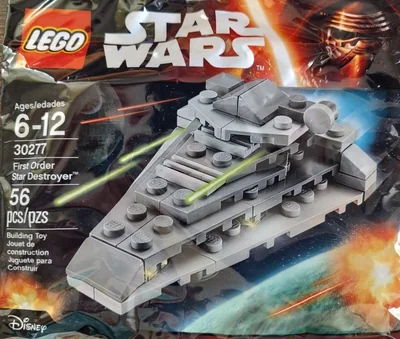 LEGO
STAR
WARS
TM
Ages/edades
6-12
30277
First Order
Star Destroyer™
56
pcs/pzs
Building Toy
Jouet de
construction
Juguete para
Construir
Disney